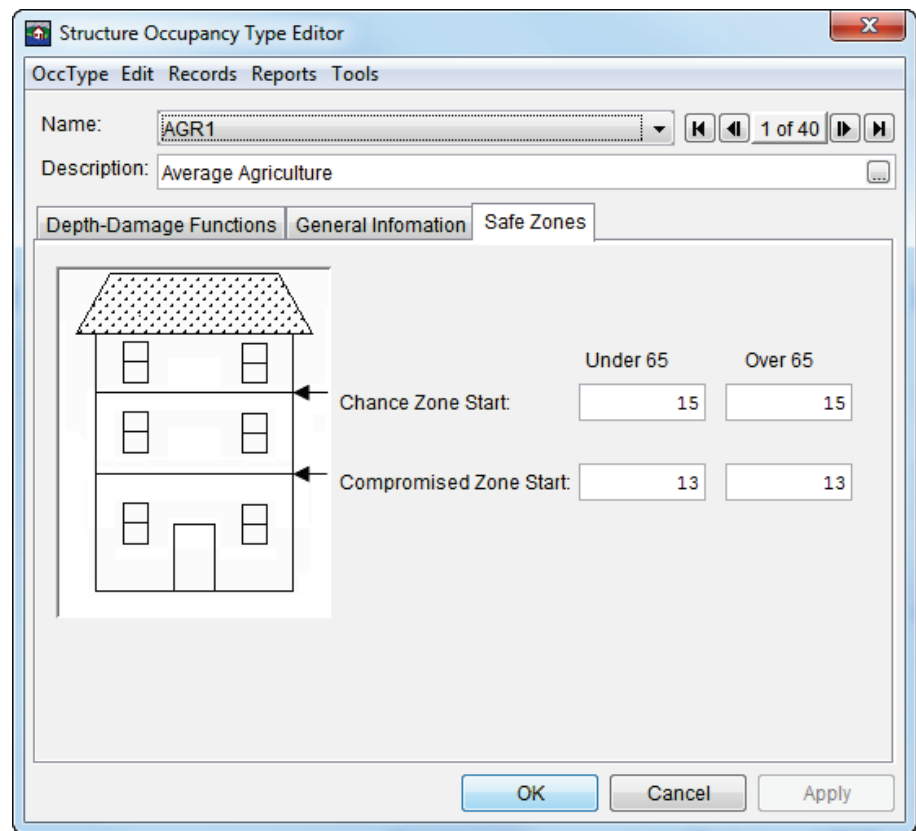 Structure Occupancy Type Editor
OccType Edit Records Reports Tools
Name: AGR1 1 of 40
Description: Average Agriculture ...
Depth-Damage Functions General Infomation Safe Zones
Under 65 Over 65
Chance Zone Start: 15 15
Compromised Zone Start: 13 13
OK Cancel Apply